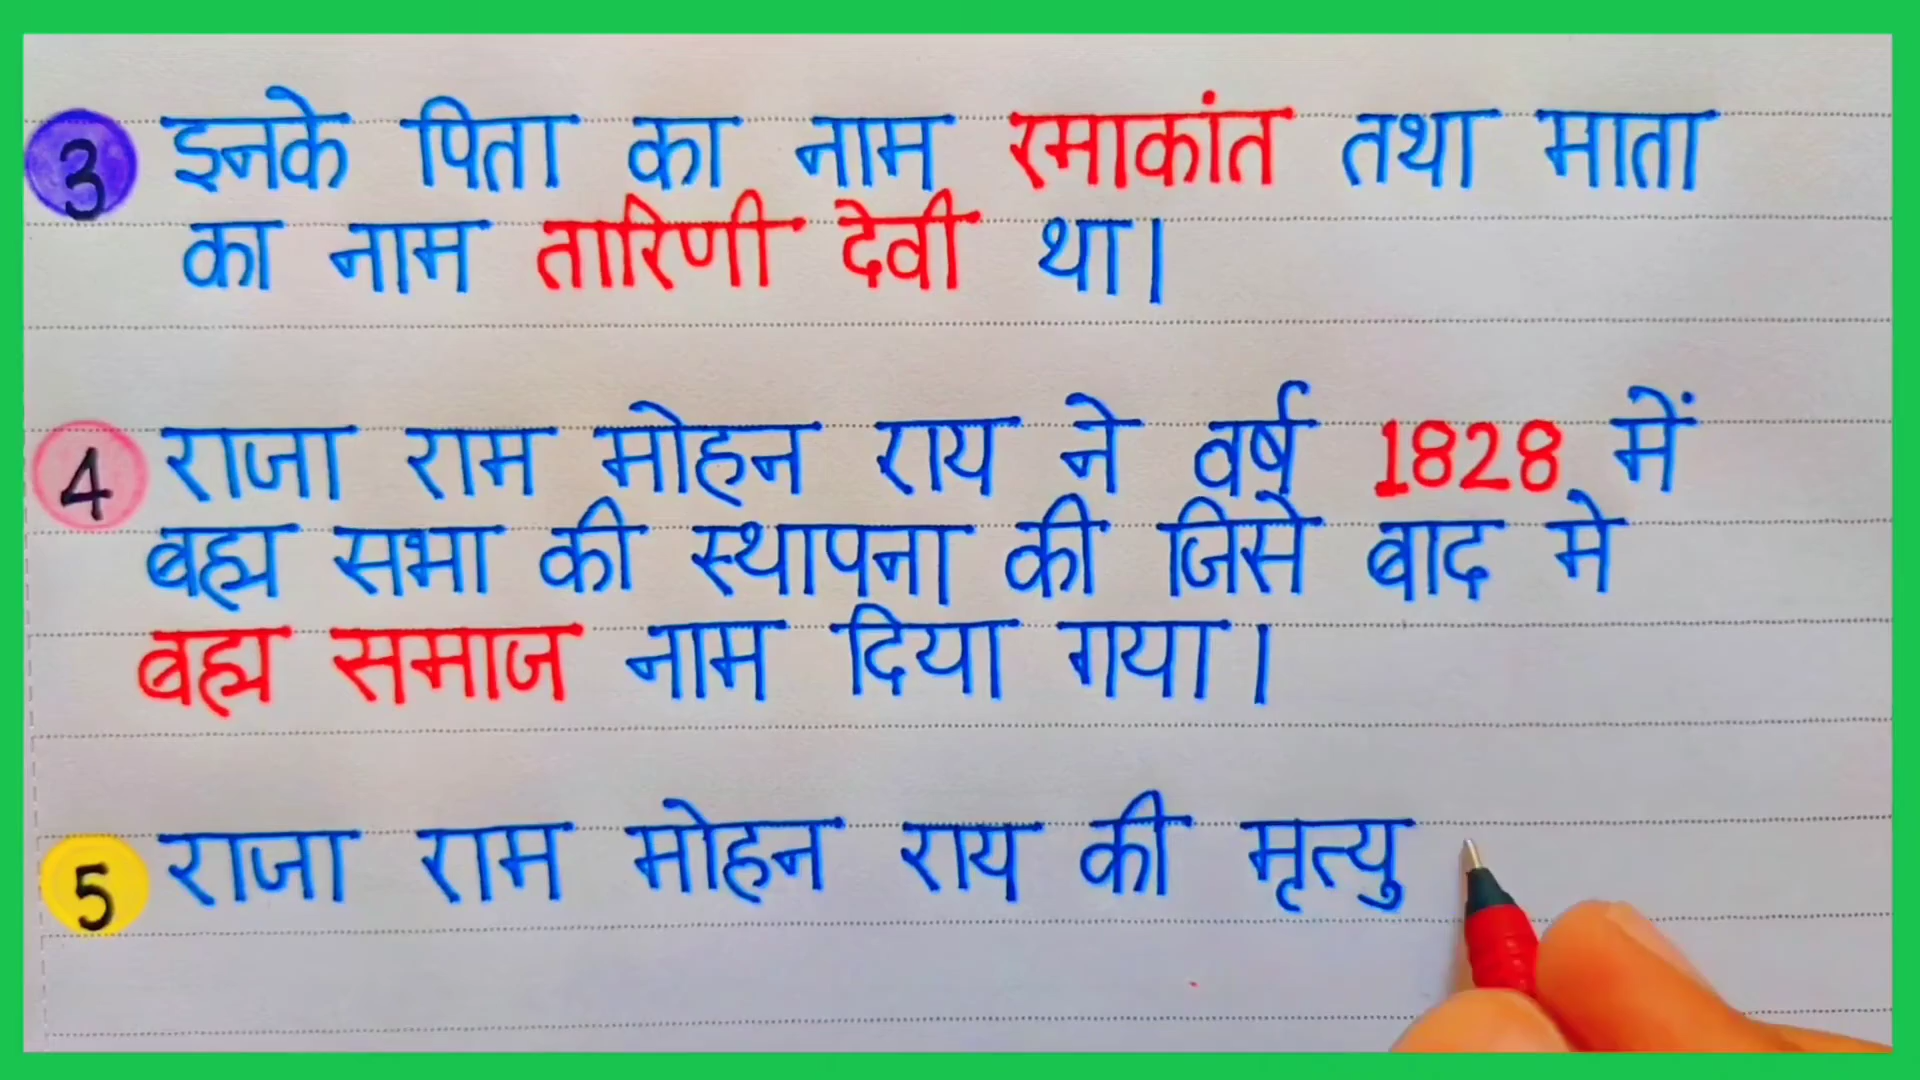 3 इनके पिता का नाम रमाकांत तथा माता
का नाम तारिणी देवी था।
4 राजा राम मोहन राय ने वर्ष 1828 में
बह्म सभा की स्थापना की जिसे बाद मे
बह्म समाज नाम दिया गया।
5 राजा राम मोहन राय की मृत्यु